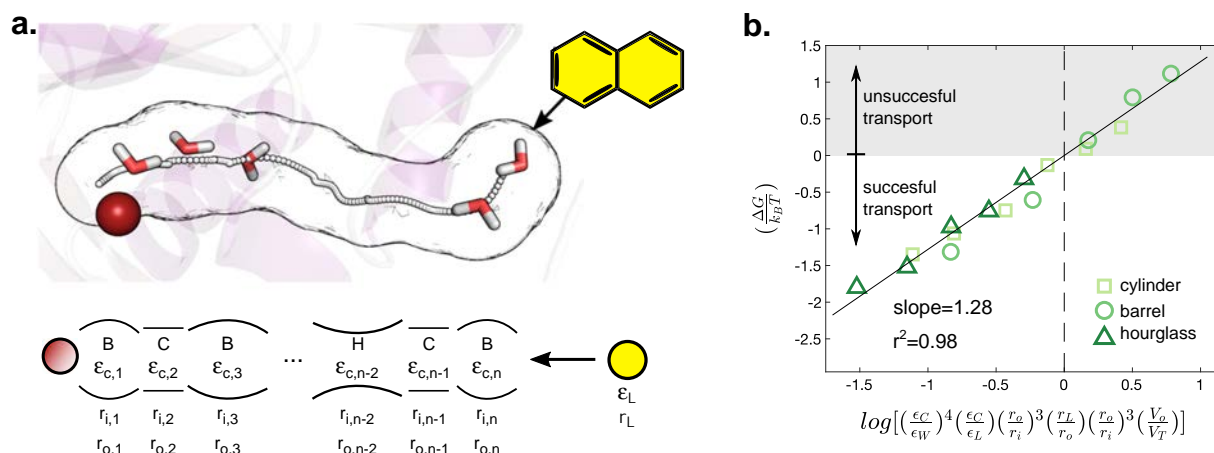 a.
B C B ... H C B
ε_c,1 ε_c,2 ε_c,3 ε_c,n-2 ε_c,n-1 ε_c,n
ε_L
r_i,1 r_i,2 r_i,3 r_i,n-2 r_i,n-1 r_i,n
r_L
r_o,1 r_o,2 r_o,3 r_o,n-2 r_o,n-1 r_o,n
b.
1.5
1
0.5
0
-0.5
-1
-1.5
-2
-2.5
(ΔG/k_BT)
unsuccesful
transport
succesful
transport
slope=1.28
r²=0.98
cylinder
barrel
hourglass
-1.5 -1 -0.5 0 0.5 1
log[(ϵ_C/ϵ_W)^4(ϵ_C/ϵ_L)(r_o/r_i)^3(r_L/r_o)(r_o/r_i)^3(V_o/V_T)]